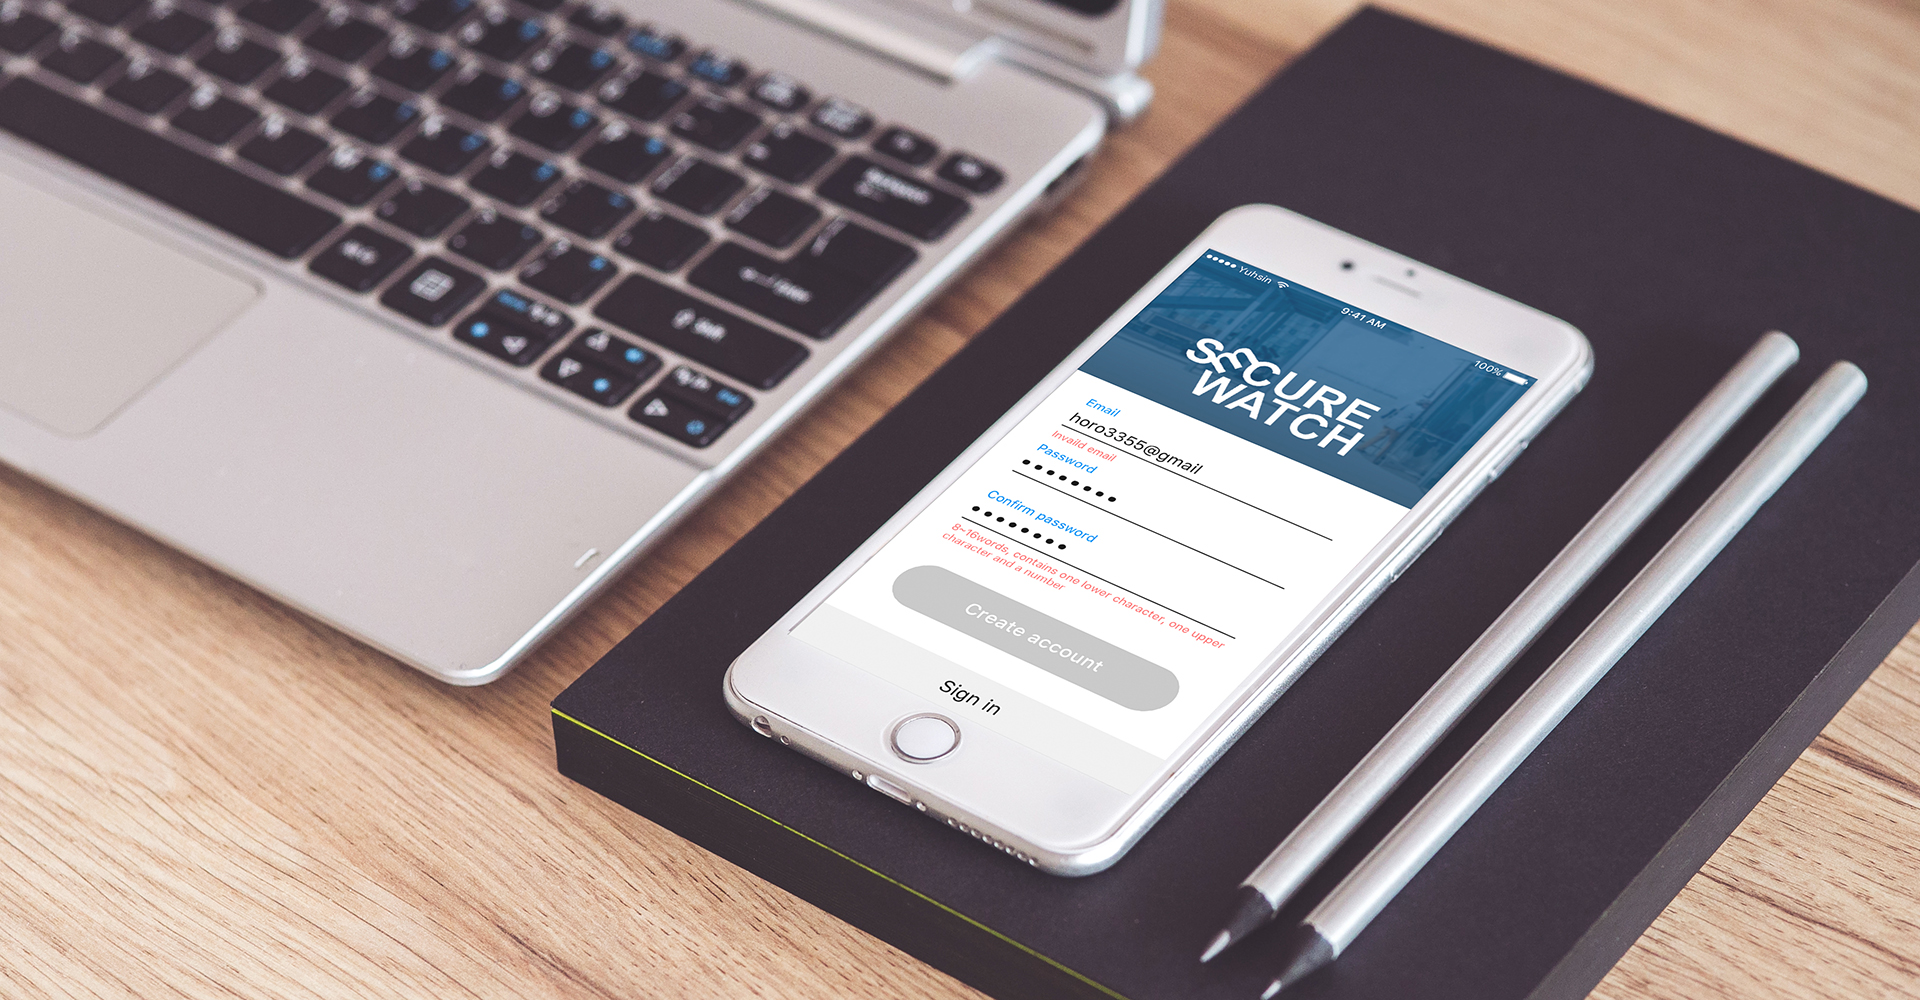 Yuhsin
9:41 AM
100%
SECURE
WATCH
Email
horo3355@gmail
Invaild email
Password
Confirm password
8~16words, contains one lower character, one upper
character and a number
Create account
Sign in